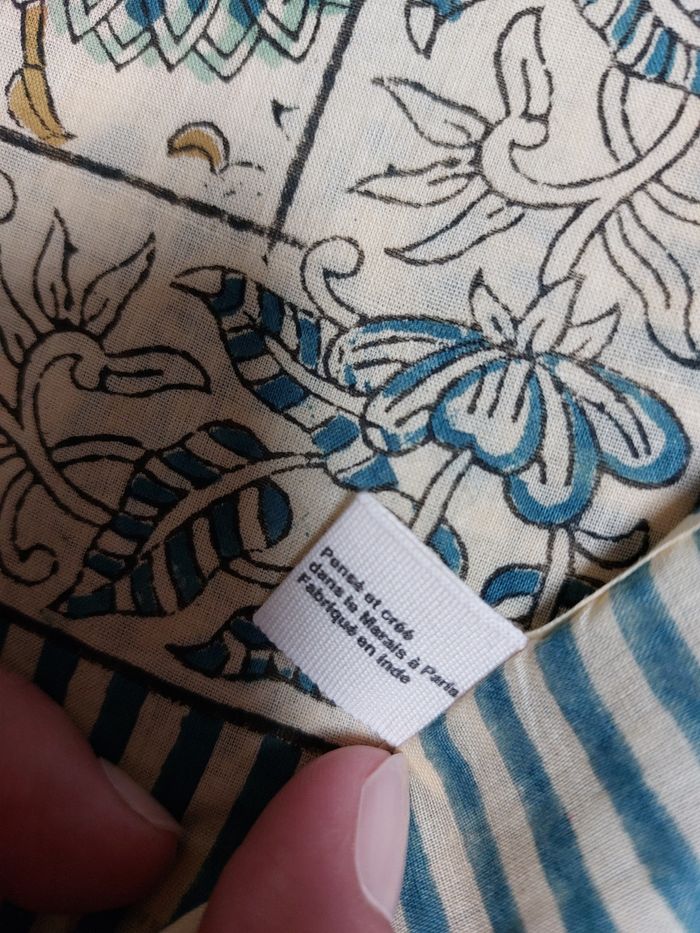 Pensé et créé
dans le Marais à Paris
Fabriqué en Inde